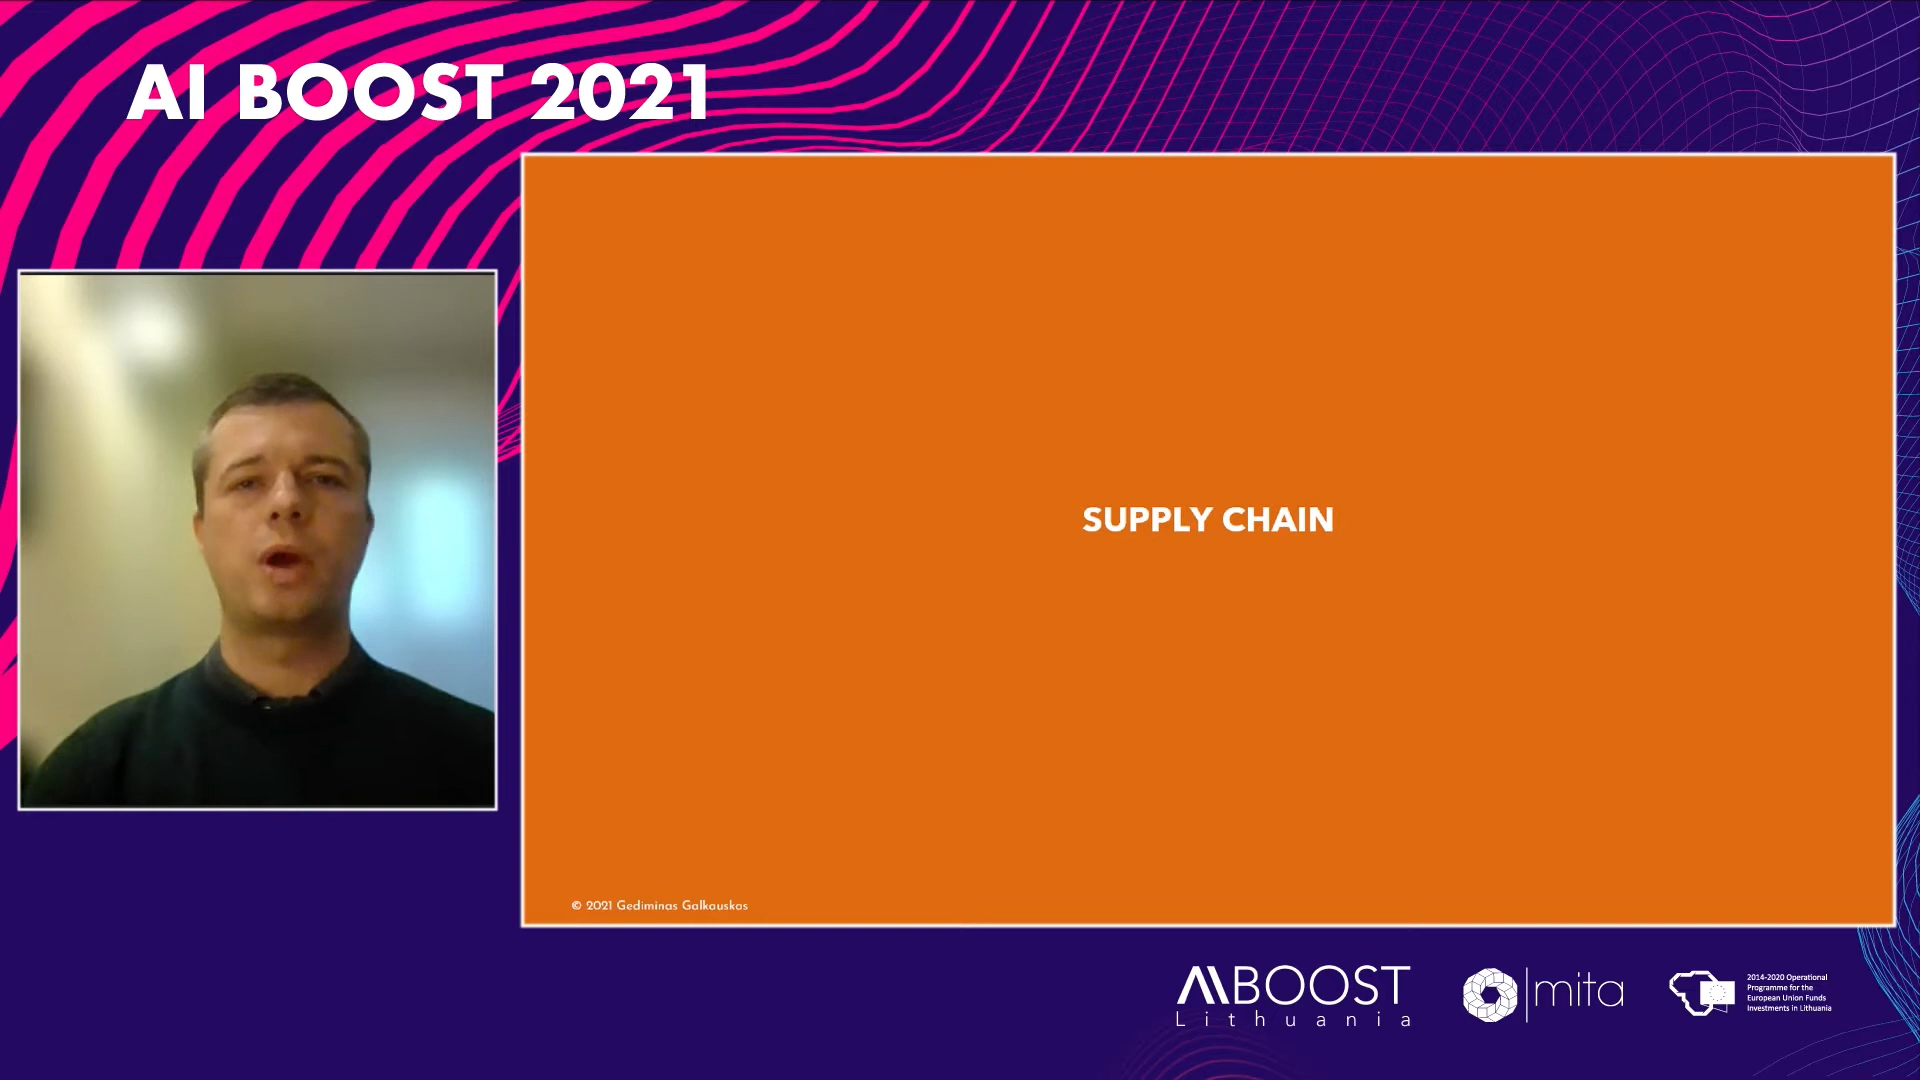 AI BOOST 2021
SUPPLY CHAIN
© 2021 Gediminas Galkauskas
AIBOOST
Lithuania
mita
2014-2020 Operational
Programme for the
European Union Funds
Investments in Lithuania